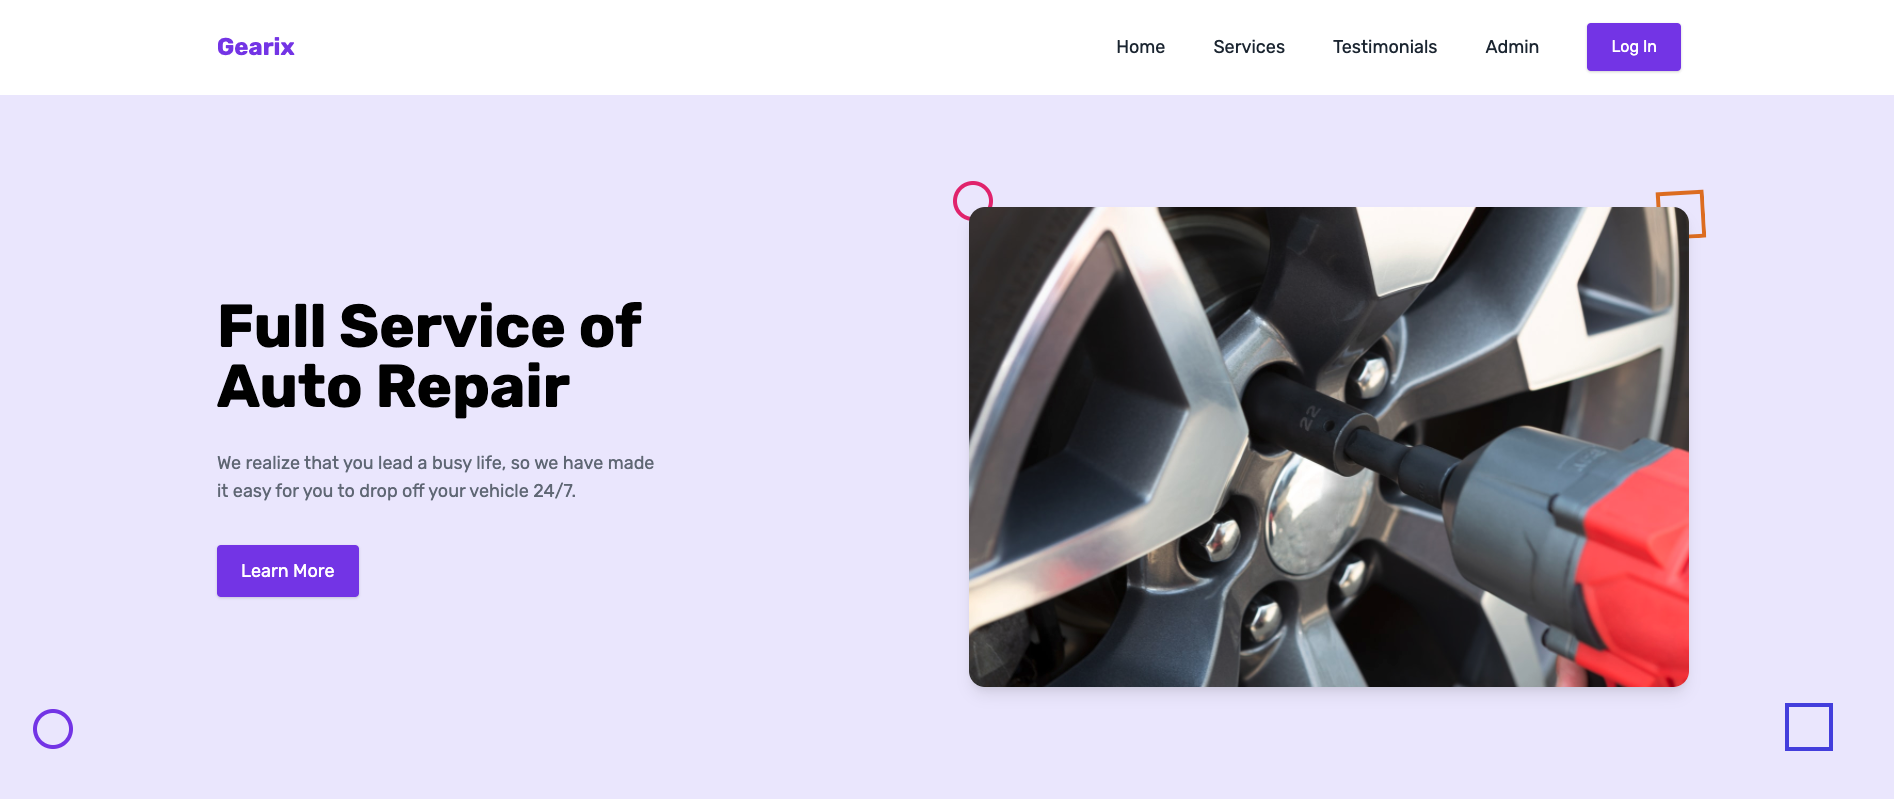 Gearix
Home Services Testimonials Admin Log In
Full Service of
Auto Repair
We realize that you lead a busy life, so we have made
it easy for you to drop off your vehicle 24/7.
Learn More
22